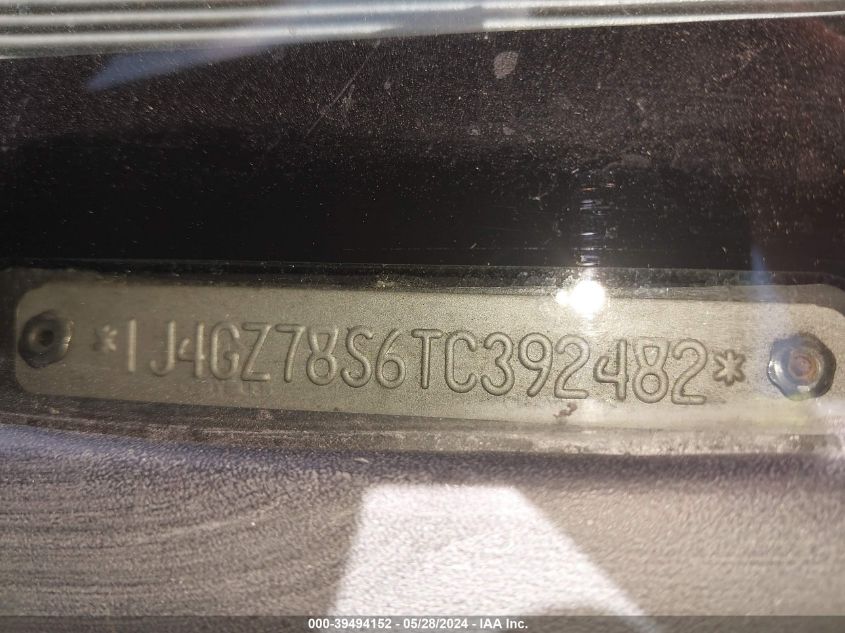 *1J4GZ78S6TC392482*
000-39494152 - 05/28/2024 - IAA Inc.